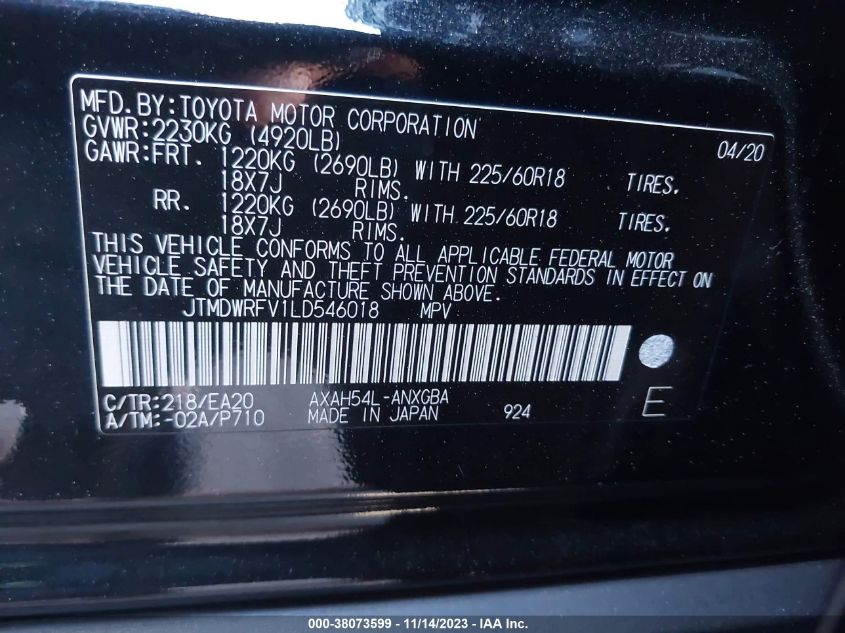 MFD.BY:TOYOTA MOTOR CORPORATION 04/20
GVWR:2230KG (4920LB)
GAWR:FRT. 1220KG (2690LB) WITH 225/60R18 TIRES.
18X7J RIMS.
RR. 1220KG (2690LB) WITH 225/60R18 TIRES.
18X7J RIMS.
THIS VEHICLE CONFORMS TO ALL APPLICABLE FEDERAL MOTOR
VEHICLE SAFETY AND THEFT PREVENTION STANDARDS IN EFFECT ON
THE DATE OF MANUFACTURE SHOWN ABOVE.
JTMDWRFV1LD546018 MPV
C/TR:218/EA20 AXAH54L-ANXGBA E
A/TM:-02A/P710 MADE IN JAPAN 924
000-38073599 - 11/14/2023 - IAA Inc.